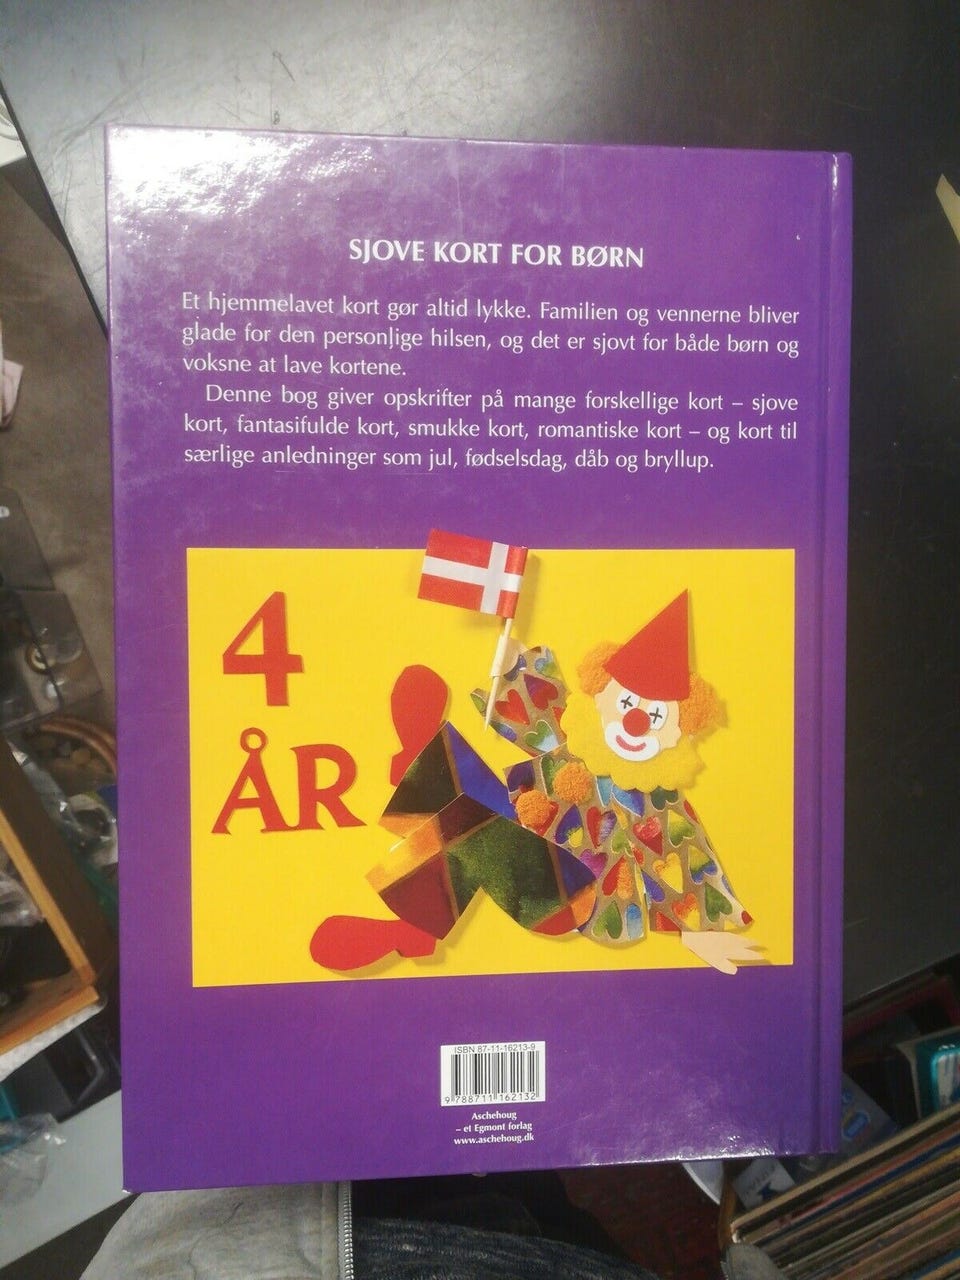 SJOVE KORT FOR BØRN
Et hjemmelavet kort gør altid lykke. Familien og vennerne bliver
glade for den personlige hilsen, og det er sjovt for både børn og
voksne at lave kortene.
Denne bog giver opskrifter på mange forskellige kort – sjove
kort, fantasifulde kort, smukke kort, romantiske kort – og kort til
særlige anledninger som jul, fødselsdag, dåb og bryllup.
4
ÅR
ISBN 87-11-16213-9
9 788711 162132
Aschehoug
– et Egmont forlag
www.aschehoug.dk